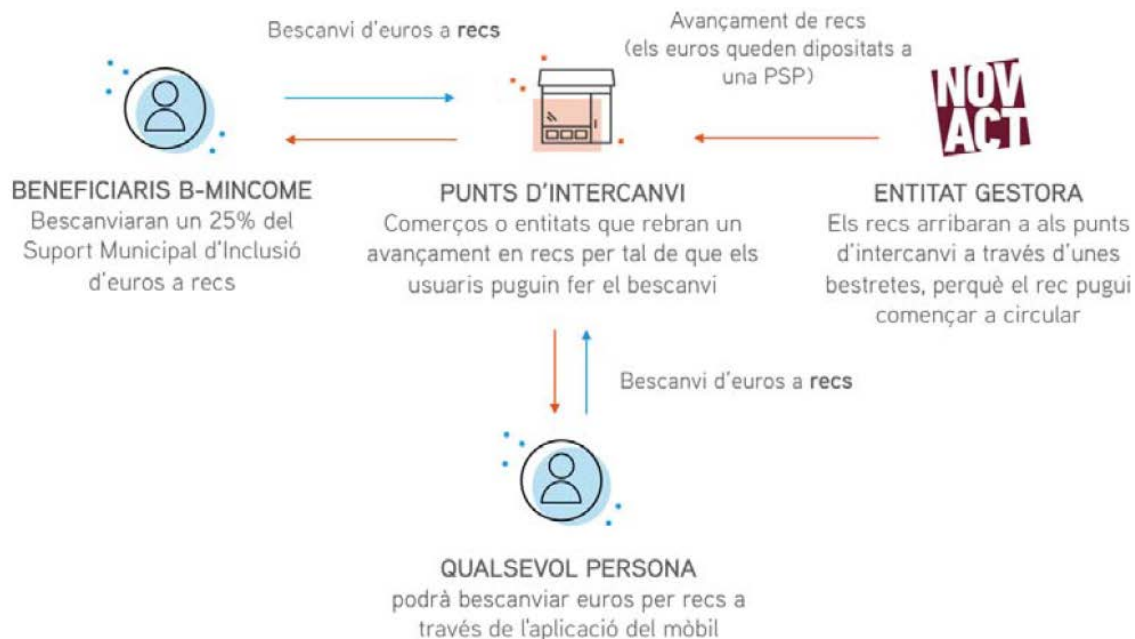 Bescanvi d'euros a recs
Avançament de recs
(els euros queden dipositats a
una PSP)
NOV
ACT
BENEFICIARIS B-MINCOME
Bescanviaran un 25% del
Suport Municipal d'Inclusió
d'euros a recs
PUNTS D'INTERCANVI
Comerços o entitats que rebran un
avançament en recs per tal de que els
usuaris puguin fer el bescanvi
ENTITAT GESTORA
Els recs arribaran a als punts
d'intercanvi a través d'unes
bestretes, perquè el rec pugui
començar a circular
Bescanvi d'euros a recs
QUALSEVOL PERSONA
podrà bescanviar euros per recs a
través de l'aplicació del mòbil